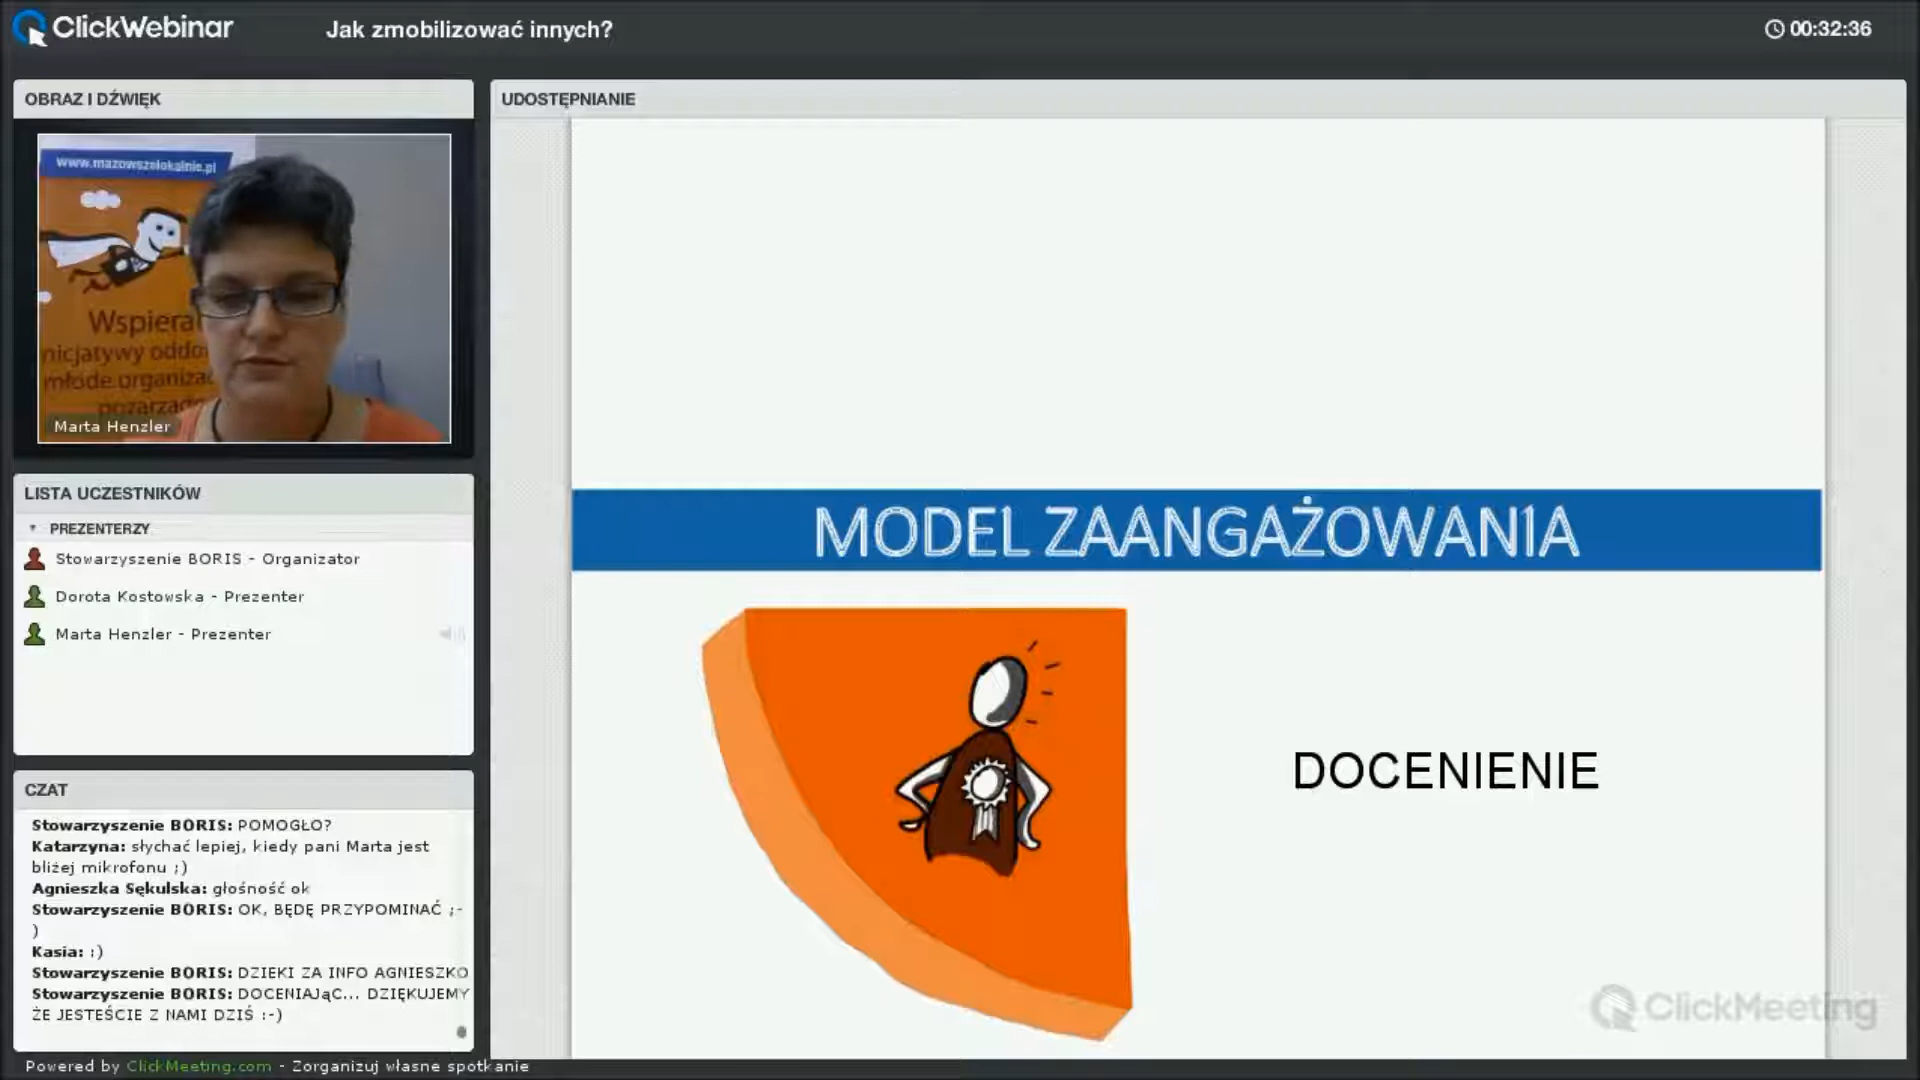 ClickWebinar
Jak zmobilizować innych?
00:32:36
OBRAZ I DŹWIĘK
www.mazowszelokalnie.pl
Wspiera
nicjatywy oddo
młode organizac
pozarządo
Marta Henzler
LISTA UCZESTNIKÓW
PREZENTERZY
Stowarzyszenie BORIS - Organizator
Dorota Kostowska - Prezenter
Marta Henzler - Prezenter
CZAT
Stowarzyszenie BORIS: POMOGŁO?
Katarzyna: słychać lepiej, kiedy pani Marta jest
bliżej mikrofonu ;)
Agnieszka Sękulska: głośność ok
Stowarzyszenie BORIS: OK, BĘDĘ PRZYPOMINAĆ ;-
)
Kasia: :)
Stowarzyszenie BORIS: DZIEKI ZA INFO AGNIESZKO
Stowarzyszenie BORIS: DOCENIAJąC... DZIĘKUJEMY
ŻE JESTEŚCIE Z NAMI DZIŚ :-)
UDOSTĘPNIANIE
MODEL ZAANGAŻOWANIA
DOCENIENIE
ClickMeeting
Powered by ClickMeeting.com - Zorganizuj własne spotkanie